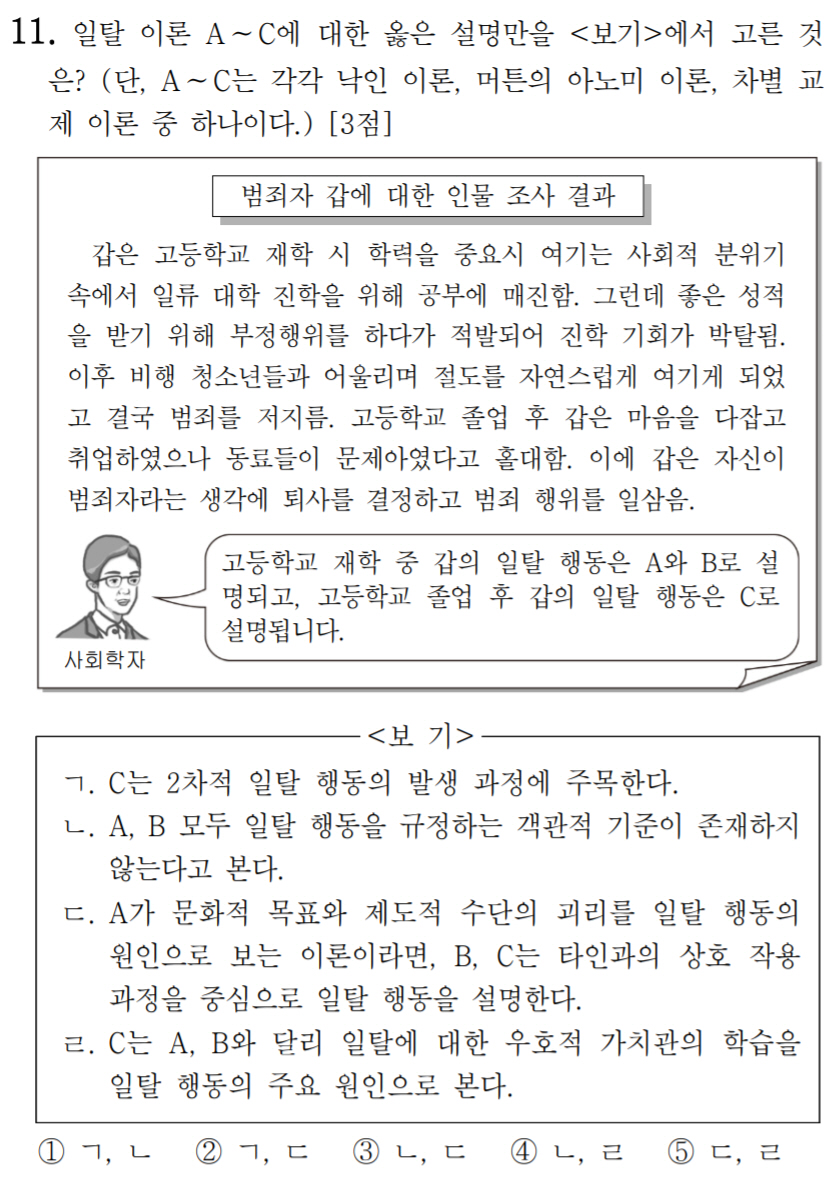 11. 일탈 이론 A～C에 대한 옳은 설명만을 <보기>에서 고른 것
은? (단, A～C는 각각 낙인 이론, 머튼의 아노미 이론, 차별 교
제 이론 중 하나이다.) [3점]
범죄자 갑에 대한 인물 조사 결과
갑은 고등학교 재학 시 학력을 중요시 여기는 사회적 분위기
속에서 일류 대학 진학을 위해 공부에 매진함. 그런데 좋은 성적
을 받기 위해 부정행위를 하다가 적발되어 진학 기회가 박탈됨.
이후 비행 청소년들과 어울리며 절도를 자연스럽게 여기게 되었
고 결국 범죄를 저지름. 고등학교 졸업 후 갑은 마음을 다잡고
취업하였으나 동료들이 문제아였다고 홀대함. 이에 갑은 자신이
범죄자라는 생각에 퇴사를 결정하고 범죄 행위를 일삼음.
고등학교 재학 중 갑의 일탈 행동은 A와 B로 설
명되고, 고등학교 졸업 후 갑의 일탈 행동은 C로
설명됩니다.
사회학자
<보 기>
ㄱ. C는 2차적 일탈 행동의 발생 과정에 주목한다.
ㄴ. A, B 모두 일탈 행동을 규정하는 객관적 기준이 존재하지
않는다고 본다.
ㄷ. A가 문화적 목표와 제도적 수단의 괴리를 일탈 행동의
원인으로 보는 이론이라면, B, C는 타인과의 상호 작용
과정을 중심으로 일탈 행동을 설명한다.
ㄹ. C는 A, B와 달리 일탈에 대한 우호적 가치관의 학습을
일탈 행동의 주요 원인으로 본다.
① ㄱ, ㄴ ② ㄱ, ㄷ ③ ㄴ, ㄷ ④ ㄴ, ㄹ ⑤ ㄷ, ㄹ